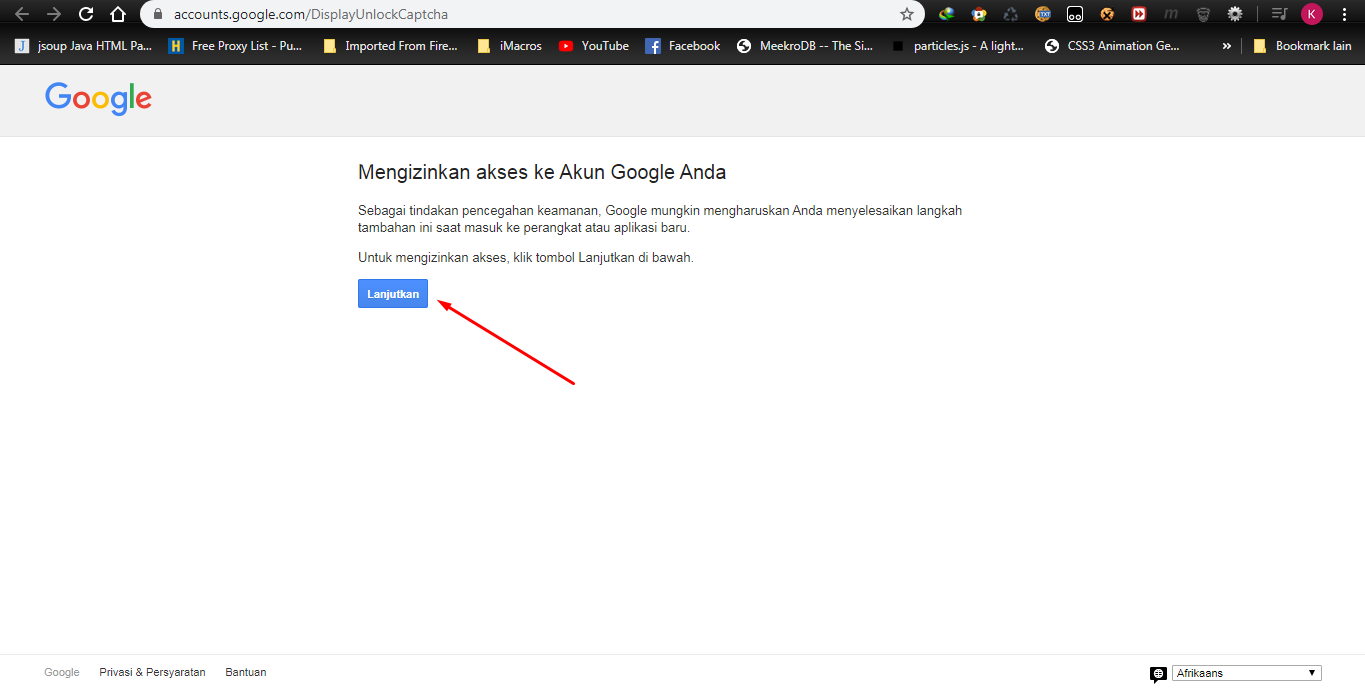 accounts.google.com/DisplayUnlockCaptcha
K
J jsoup Java HTML Pa... H Free Proxy List - Pu... Imported From Fire... iMacros YouTube Facebook MeekroDB -- The Si... particles.js - A light... CSS3 Animation Ge... » Bookmark lain
Google
Mengizinkan akses ke Akun Google Anda
Sebagai tindakan pencegahan keamanan, Google mungkin mengharuskan Anda menyelesaikan langkah
tambahan ini saat masuk ke perangkat atau aplikasi baru.
Untuk mengizinkan akses, klik tombol Lanjutkan di bawah.
Lanjutkan
Google Privasi & Persyaratan Bantuan Afrikaans